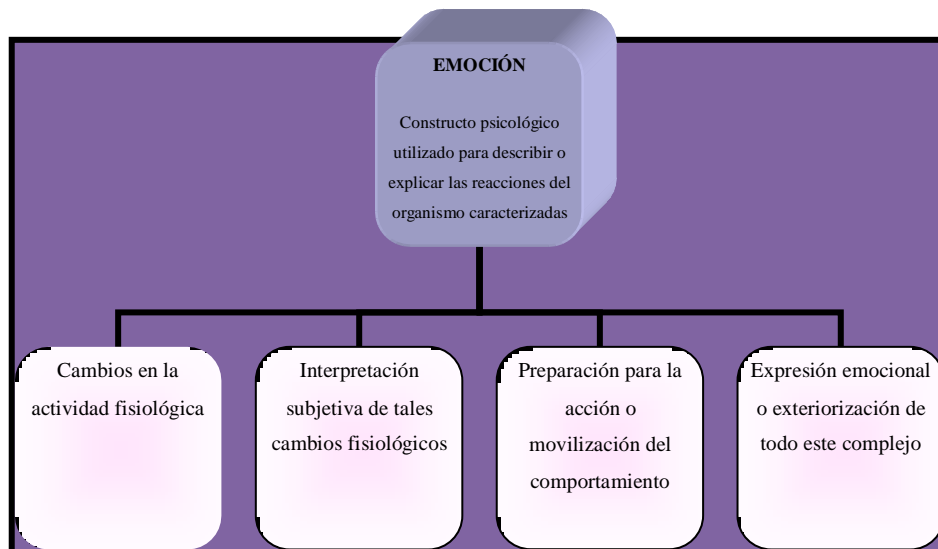 EMOCIÓN
Constructo psicológico
utilizado para describir o
explicar las reacciones del
organismo caracterizadas
Cambios en la
actividad fisiológica
Interpretación
subjetiva de tales
cambios fisiológicos
Preparación para la
acción o
movilización del
comportamiento
Expresión emocional
o exteriorización de
todo este complejo